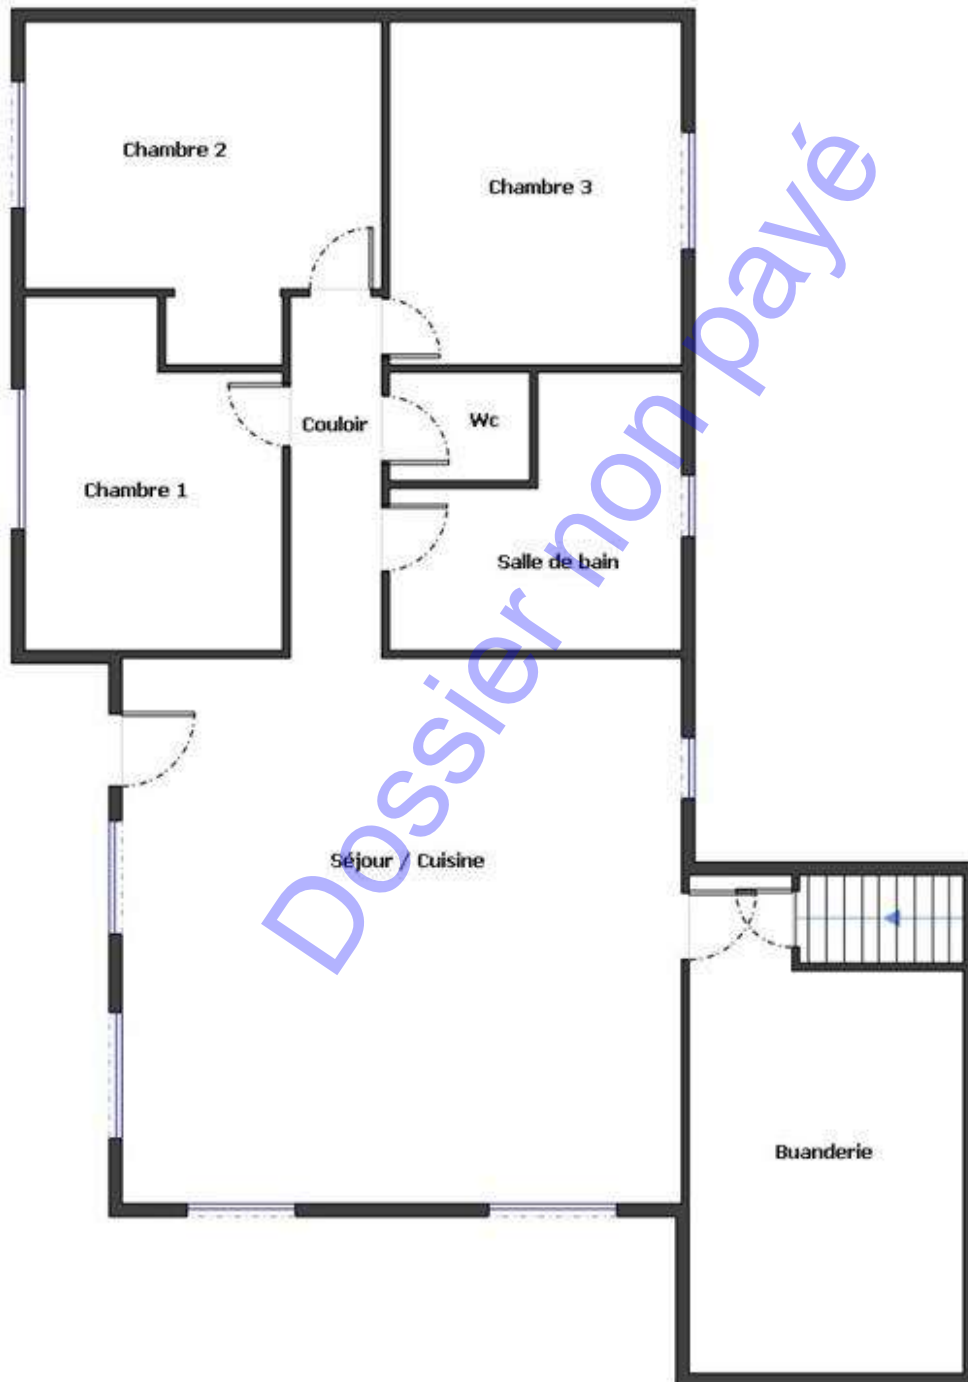 Chambre 2
Chambre 3
Couloir
Wc
Chambre 1
Salle de bain
Séjour / Cuisine
Buanderie
Dossier non payé